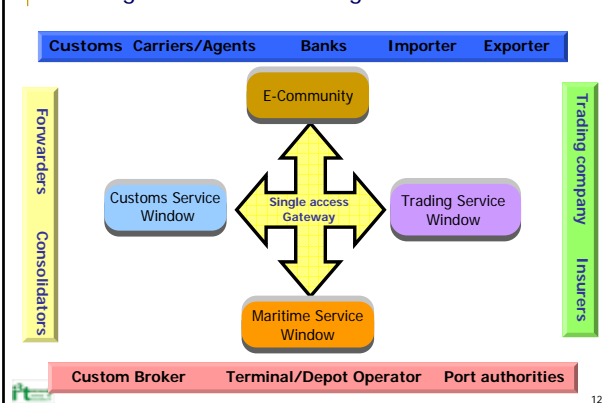 Customs Carriers/Agents Banks Importer Exporter
E-Community
Forwarders Consolidators
Customs Service
Window
Single access
Gateway
Trading Service
Window
Trading company Insurers
Maritime Service
Window
Custom Broker Terminal/Depot Operator Port authorities
12